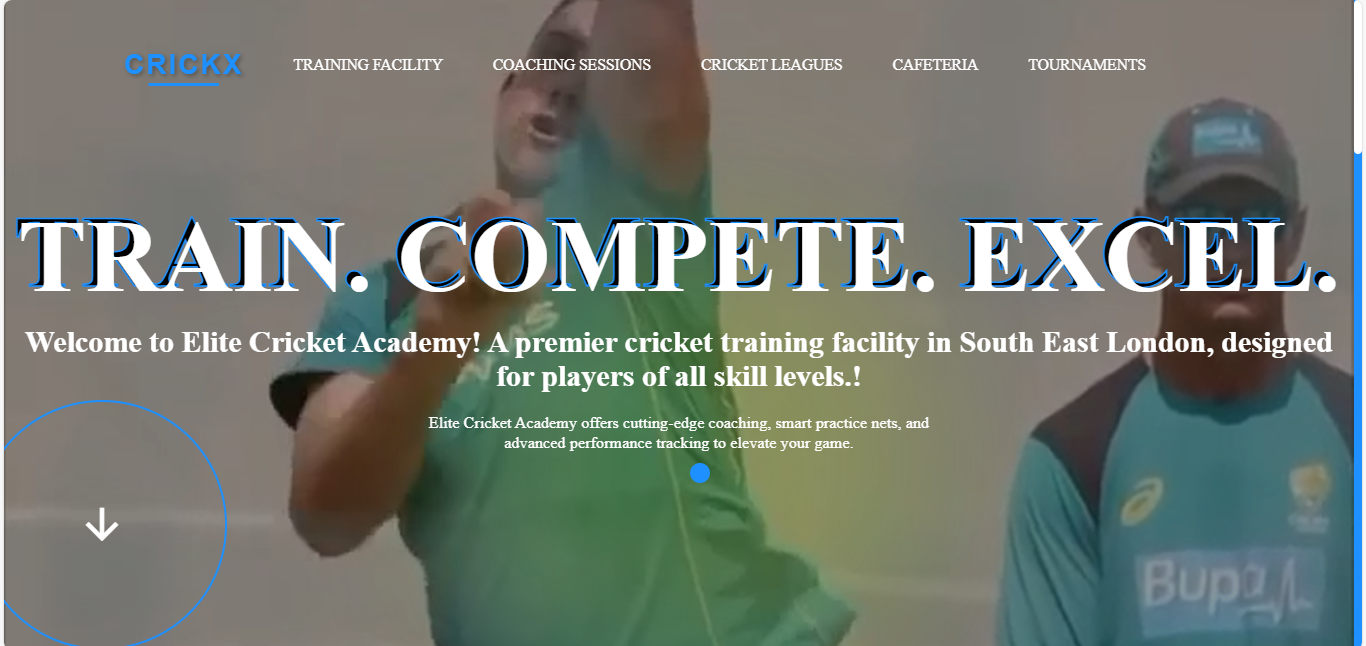 CRICKX
TRAINING FACILITY
COACHING SESSIONS
CRICKET LEAGUES
CAFETERIA
TOURNAMENTS
Bupa
TRAIN. COMPETE. EXCEL.
Welcome to Elite Cricket Academy! A premier cricket training facility in South East London, designed
for players of all skill levels.!
Elite Cricket Academy offers cutting-edge coaching, smart practice nets, and
advanced performance tracking to elevate your game.
Bupa